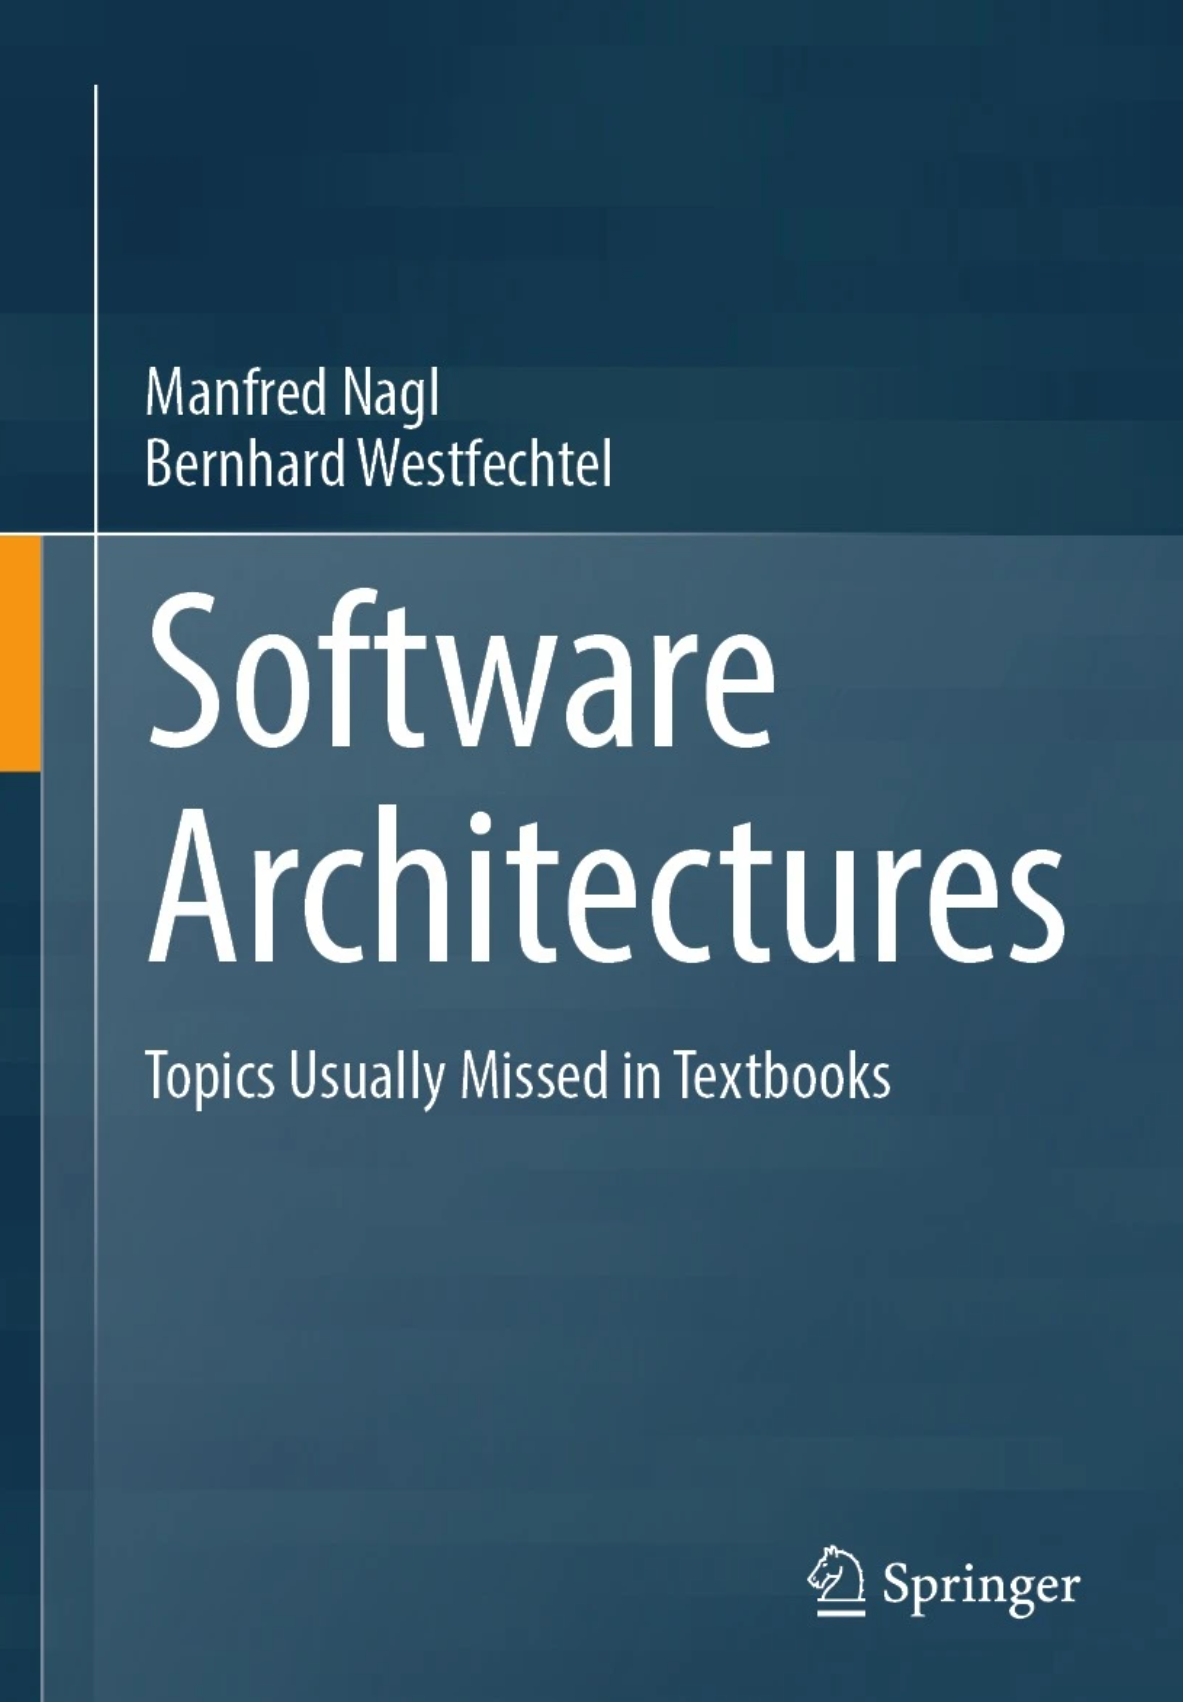 Manfred Nagl
Bernhard Westfechtel
Software
Architectures
Topics Usually Missed in Textbooks
Springer